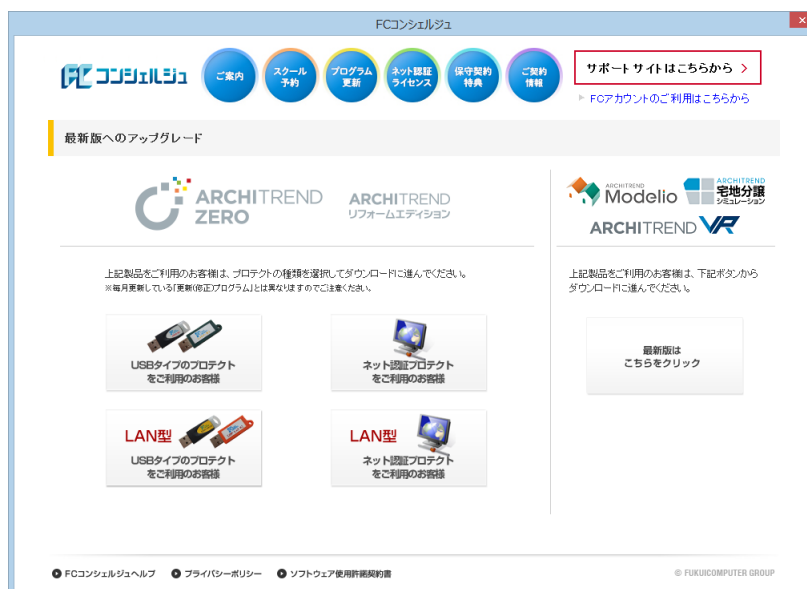 FCコンシェルジュ
FC コンシェルジュ
ご案内
スクール
予約
プログラム
更新
ネット認証
ライセンス
保守契約
特典
ご契約
情報
サポートサイトはこちらから
FCアカウントのご利用はこちらから
最新版へのアップグレード
ARCHITREND
ZERO
ARCHITREND
リフォームエディション
上記製品をご利用のお客様は、プロテクトの種類を選択してダウンロードに進んでください。
※毎月更新している「更新(修正)プログラム」とは異なりますのでご注意ください。
USBタイプのプロテクト
をご利用のお客様
ネット認証プロテクト
をご利用のお客様
LAN型
USBタイプのプロテクト
をご利用のお客様
LAN型
ネット認証プロテクト
をご利用のお客様
ARCHITREND
Modelio
ARCHITREND
宅地分譲
シミュレーション
ARCHITREND VR
上記製品をご利用のお客様は、下記ボタンから
ダウンロードに進んでください。
最新版は
こちらをクリック
FCコンシェルジュヘルプ
プライバシーポリシー
ソフトウェア使用許諾契約書
© FUKUICOMPUTER GROUP